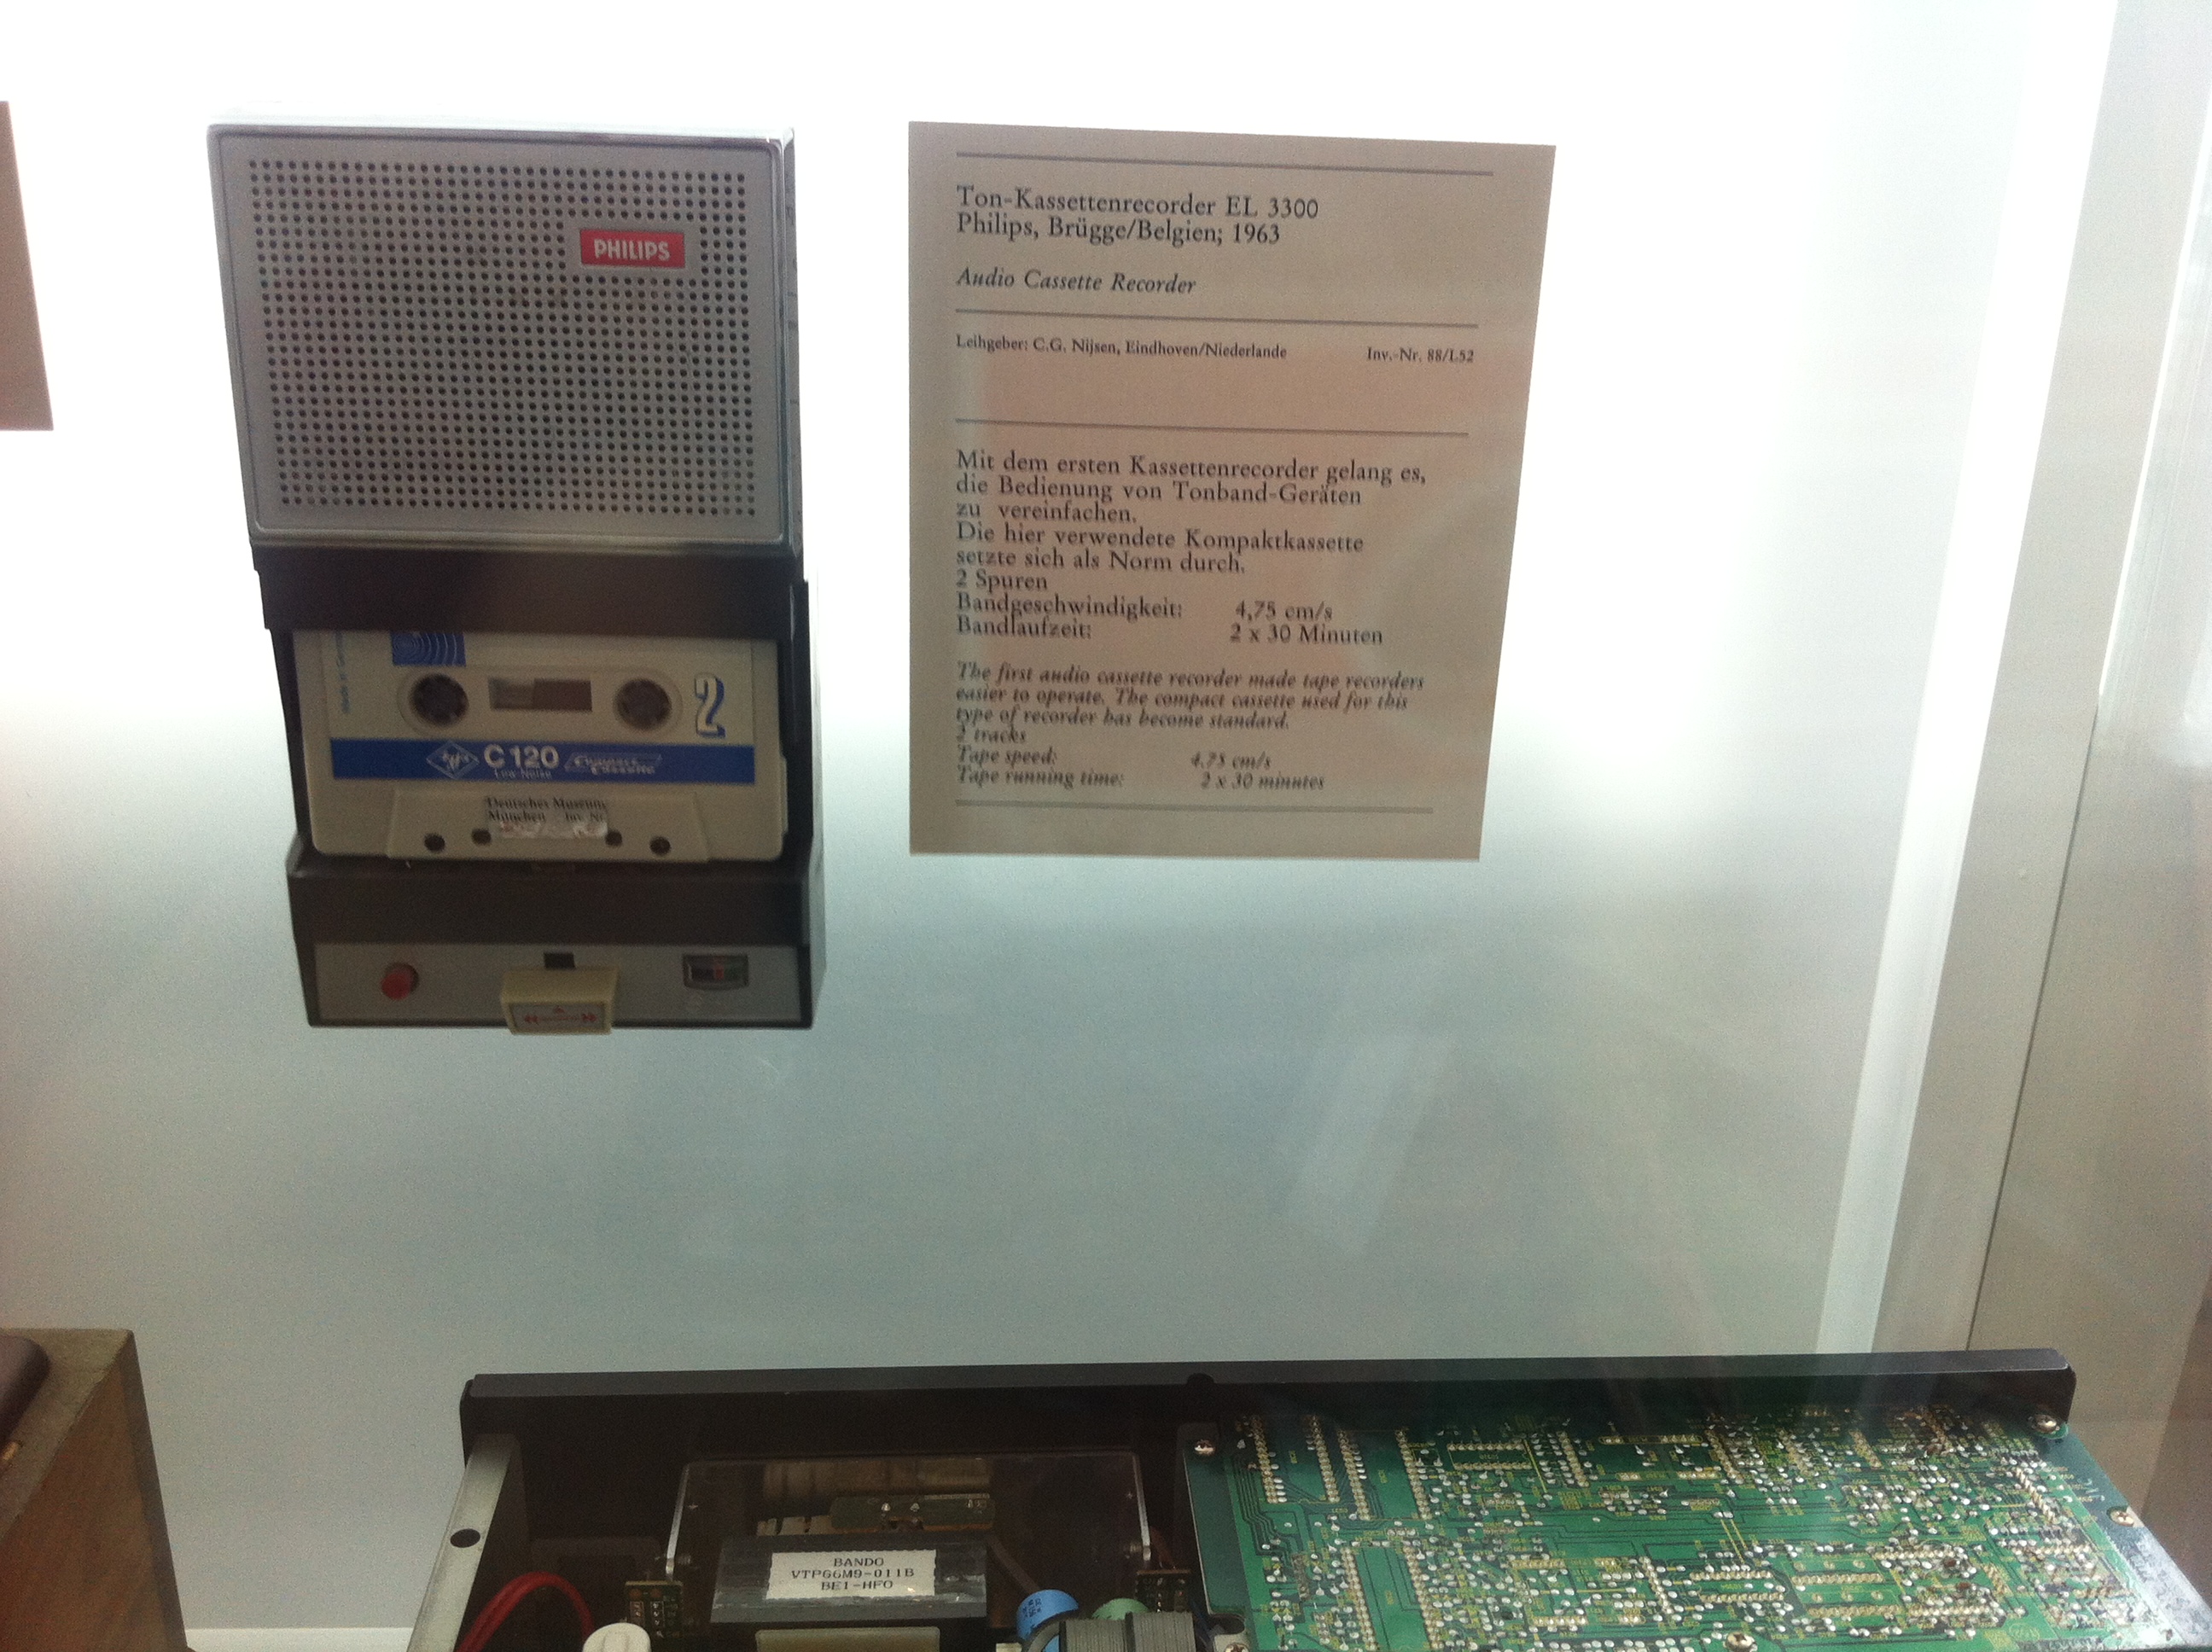 PHILIPS
2
C 120
Low-Noise
Compact
Cassette
Deutsches Museum
München Inv. Nr.
Ton-Kassettenrecorder EL 3300
Philips, Brügge/Belgien; 1963
Audio Cassette Recorder
Leihgeber: C.G. Nijsen, Eindhoven/Niederlande Inv.-Nr. 88/L52
Mit dem ersten Kassettenrecorder gelang es,
die Bedienung von Tonband-Geräten
zu vereinfachen.
Die hier verwendete Kompaktkassette
setzte sich als Norm durch.
2 Spuren
Bandgeschwindigkeit: 4,75 cm/s
Bandlaufzeit: 2 x 30 Minuten
The first audio cassette recorder made tape recorders
easier to operate. The compact cassette used for this
type of recorder has become standard.
2 tracks
Tape speed: 4.75 cm/s
Tape running time: 2 x 30 minutes
BANDO
VTPG6M9-011B
BE1-HFO